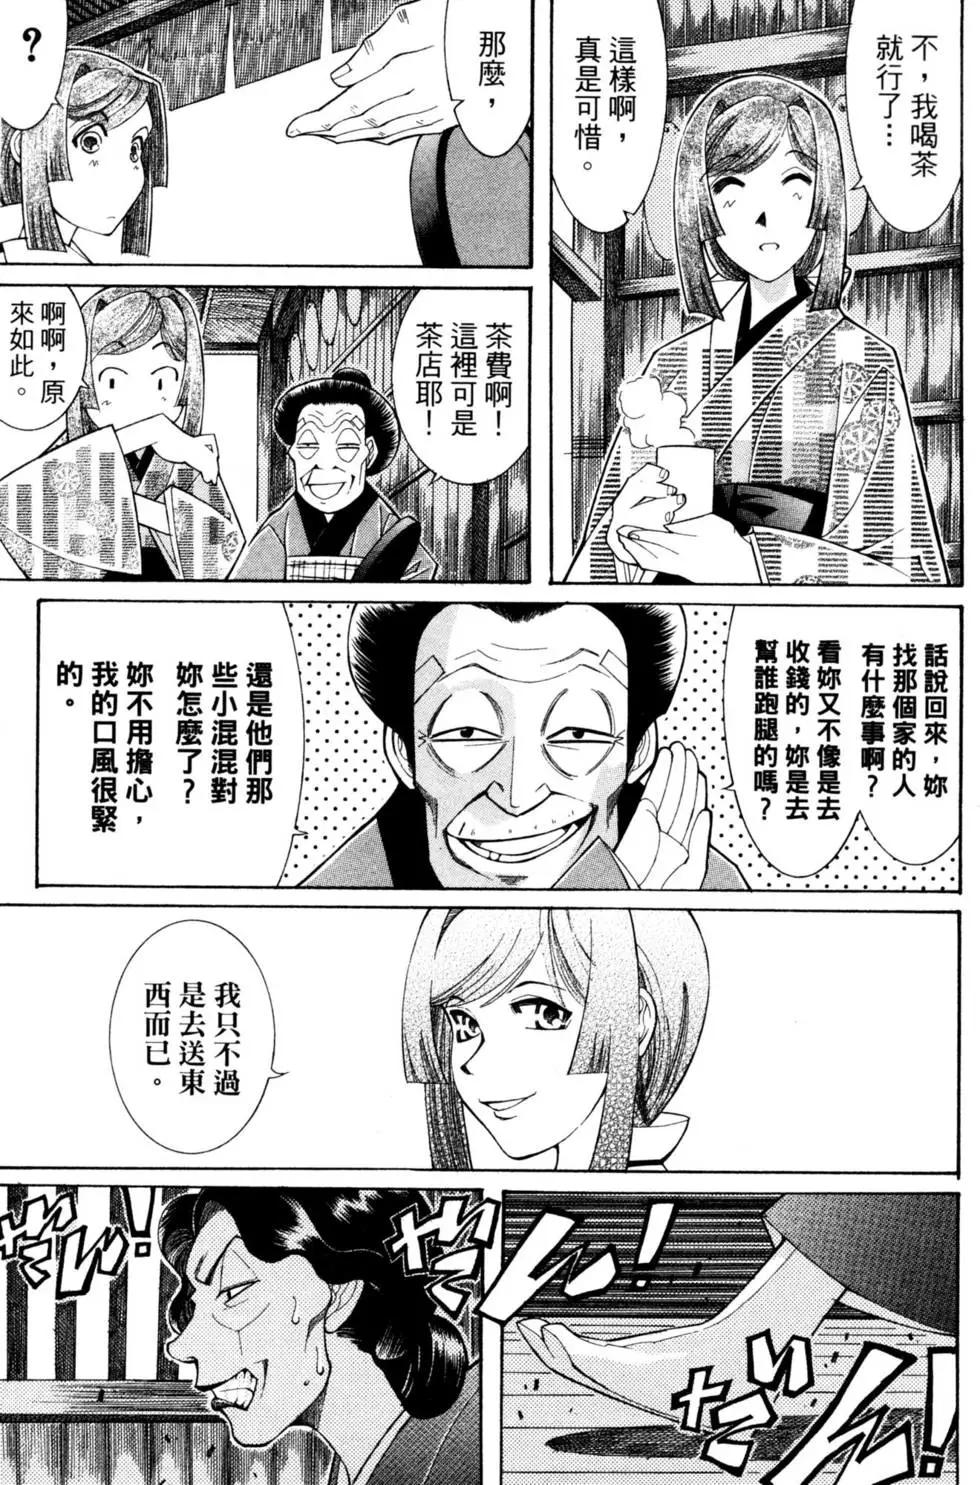 不，我喝茶
就行了…
這樣啊，
真是可惜。
那麼，
？
茶費啊！
這裡可是
茶店耶！
啊啊，原
來如此。
話說回來，妳
找那個家的人
有什麼事啊？
看妳又不像是去
收錢的，妳是去
幫誰跑腿的嗎？
還是他們那
些小混混對
妳怎麼了？
妳不用擔心，
我的口風很緊
的。
我只不過
是去送東
西而已。